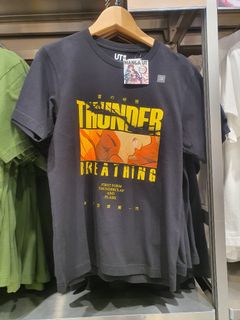 UT
MANGA UT
THUNDER
BREATHING
FIRST FORM
THUNDERCLAP
AND
FLASH